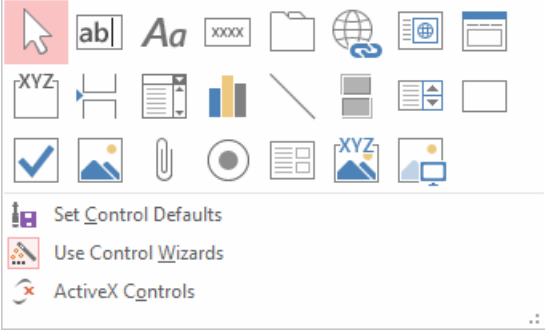 ab Aa xxxx
XYZ
XYZ
Set Control Defaults
Use Control Wizards
ActiveX Controls